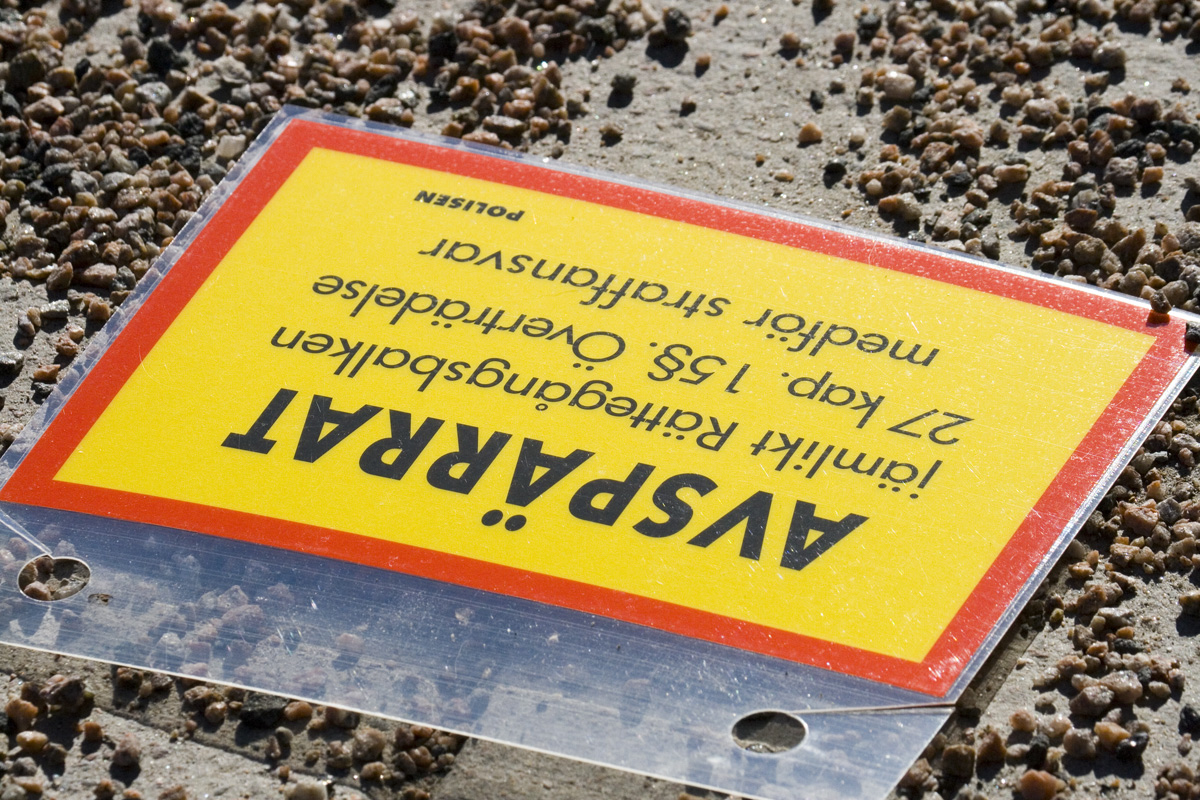 AVSPÄRRAT
jämlikt Rättegångsbalken
27 kap. 15§. Överträdelse
medför straffansvar
POLISEN